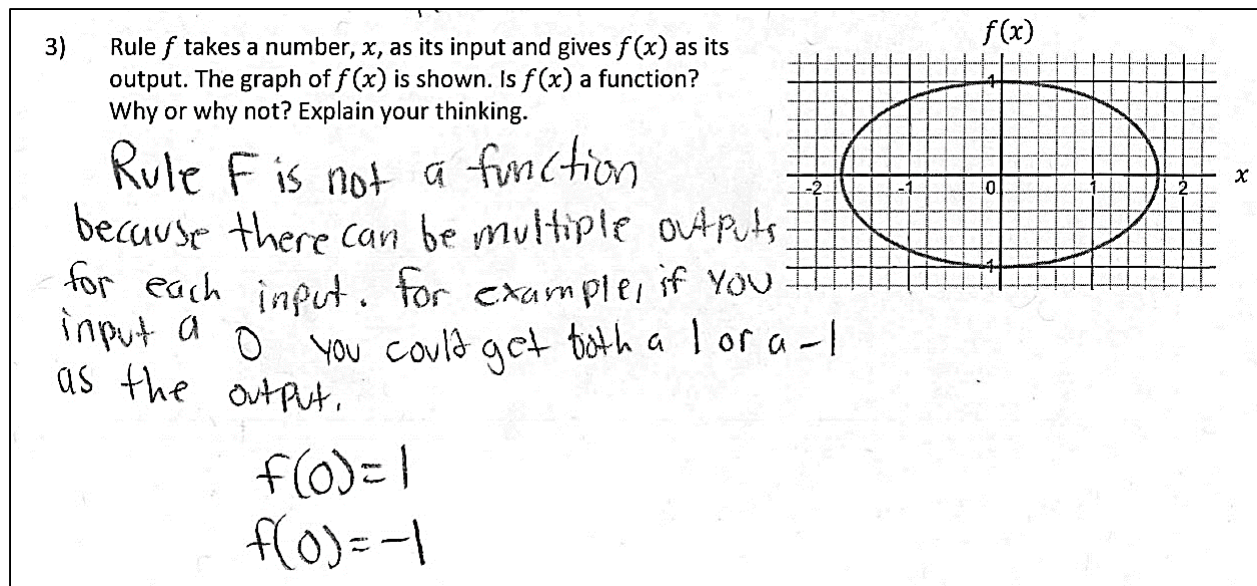 3) Rule f takes a number, x, as its input and gives f(x) as its
output. The graph of f(x) is shown. Is f(x) a function?
Why or why not? Explain your thinking.
Rule F is not a function
because there can be multiple outputs
for each input. for example, if you
input a 0 you could get both a 1 or a -1
as the output.
f(0)=1
f(0)=-1
f(x)
1
-2 -1 0 1 2
x
-1